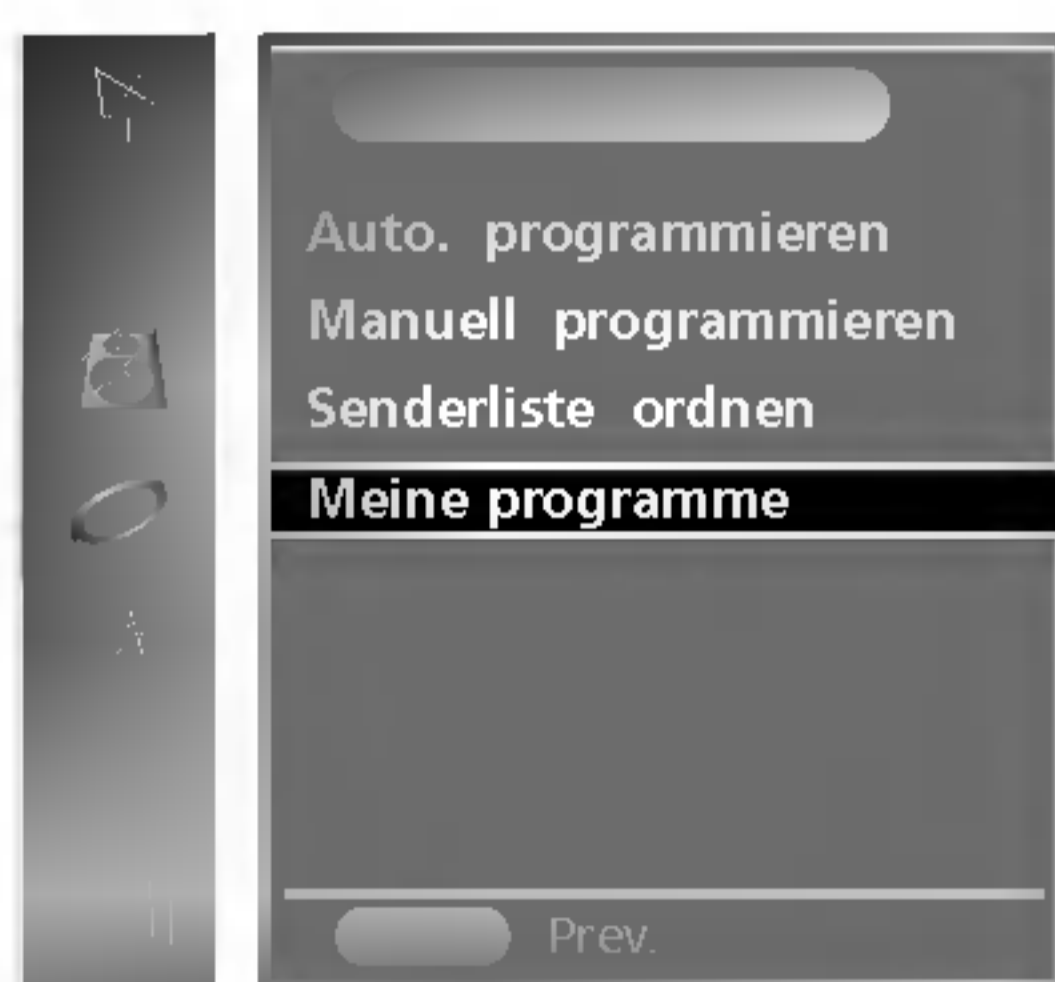 Auto. programmieren
Manuell programmieren
Senderliste ordnen
Meine programme
Prev.